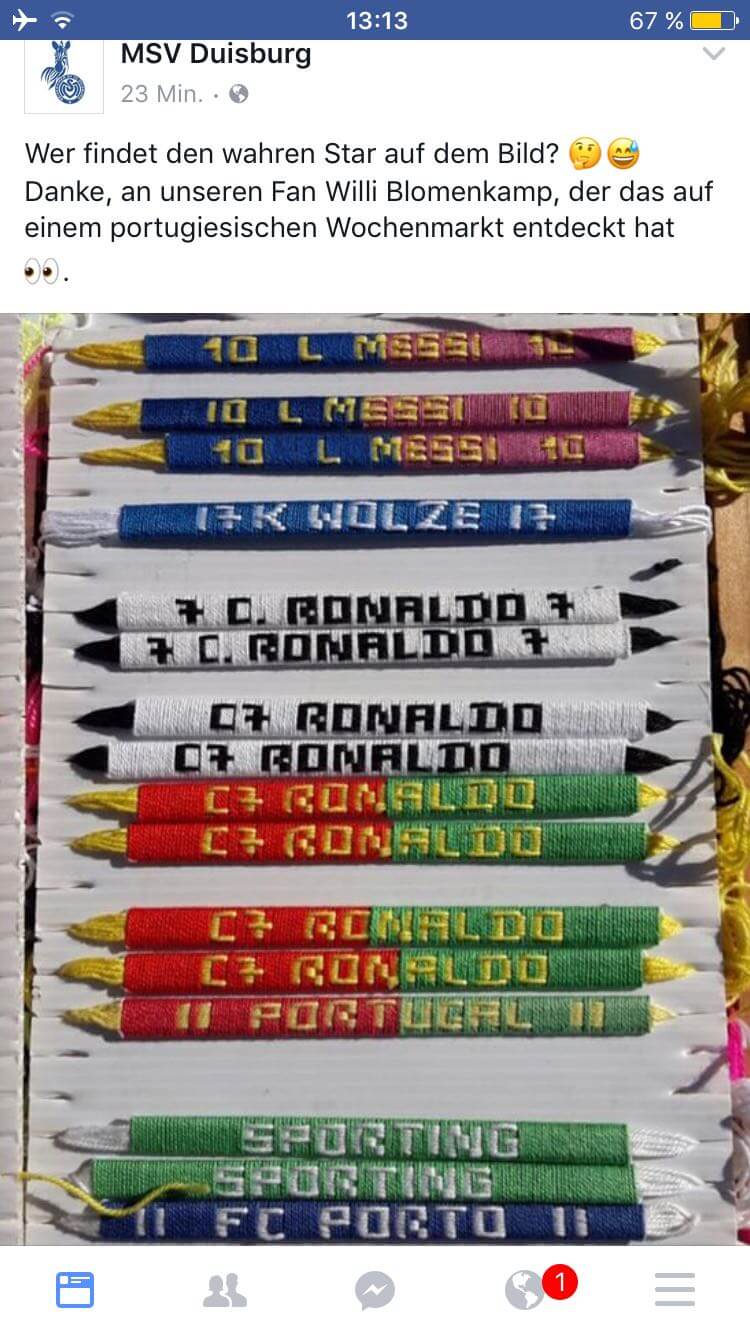 13:13
67 %
MSV Duisburg
23 Min. ·
Wer findet den wahren Star auf dem Bild? 🤔😅
Danke, an unseren Fan Willi Blomenkamp, der das auf
einem portugiesischen Wochenmarkt entdeckt hat
👀.
10 L MESSI 10
10 L MESSI 10
10 L MESSI 10
17 K WOLZE 17
7 C. RONALDO 7
7 C. RONALDO 7
C7 RONALDO
C7 RONALDO
C7 RONALDO
C7 RONALDO
C7 RONALDO
C7 RONALDO
11 PORTUGAL 11
SPORTING
SPORTING
11 FC PORTO 11
1